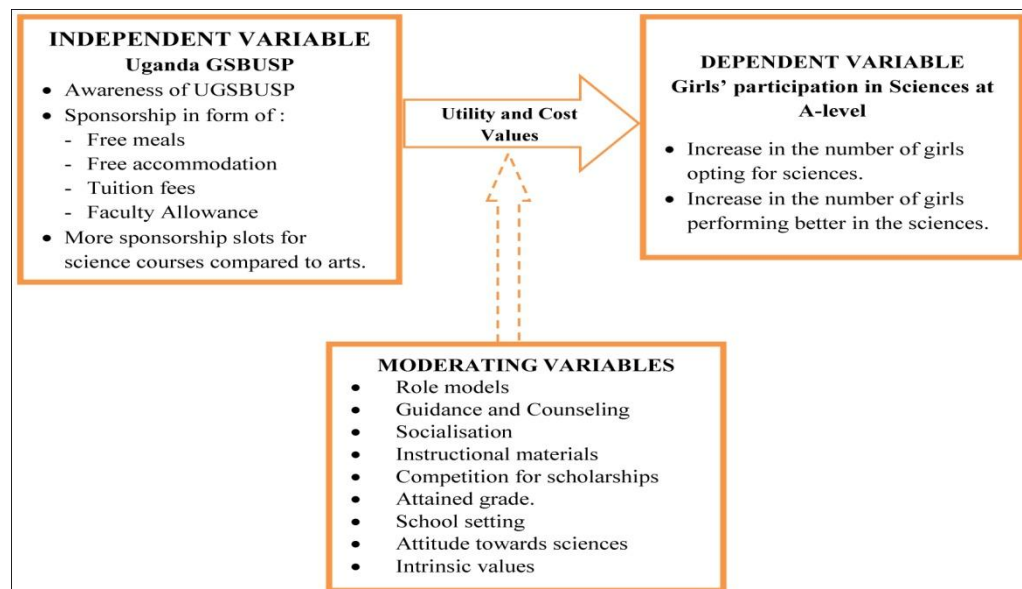 INDEPENDENT VARIABLE
Uganda GSBUSP
• Awareness of UGSBUSP
• Sponsorship in form of :
- Free meals
- Free accommodation
- Tuition fees
- Faculty Allowance
• More sponsorship slots for
science courses compared to arts.
Utility and Cost
Values
DEPENDENT VARIABLE
Girls’ participation in Sciences at
A-level
• Increase in the number of girls
opting for sciences.
• Increase in the number of girls
performing better in the sciences.
MODERATING VARIABLES
• Role models
• Guidance and Counseling
• Socialisation
• Instructional materials
• Competition for scholarships
• Attained grade.
• School setting
• Attitude towards sciences
• Intrinsic values